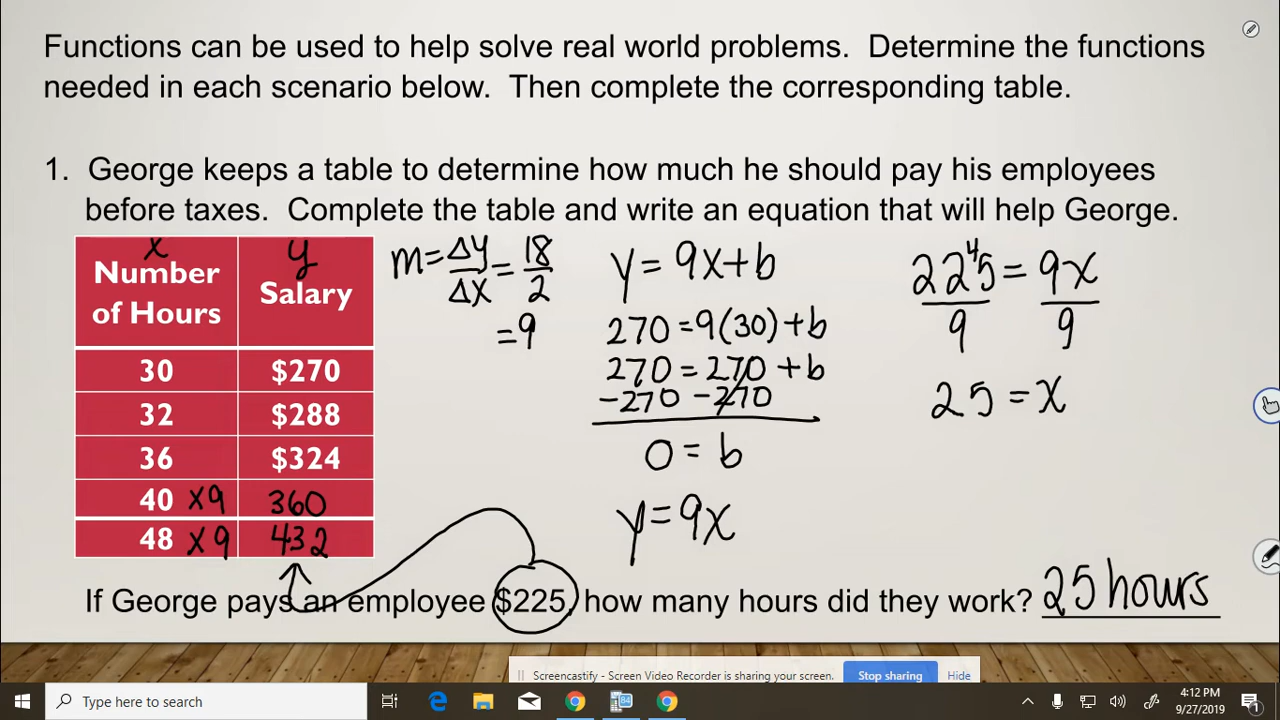 Functions can be used to help solve real world problems.  Determine the functions
needed in each scenario below.  Then complete the corresponding table.
1.  George keeps a table to determine how much he should pay his employees
before taxes.  Complete the table and write an equation that will help George.
x y
Number of Hours Salary
30 $270
32 $288
36 $324
40 x9 360
48 x9 432
m = Δy/Δx = 18/2
= 9
y = 9x + b
270 = 9(30) + b
270 = 270 + b
-270 -270
0 = b
y = 9x
22⁴5 = 9x
9 9
25 = x
If George pays an employee $225, how many hours did they work? 25 hours
Screencastify - Screen Video Recorder is sharing your screen. Stop sharing Hide
Type here to search
84
4:12 PM
9/27/2019
1